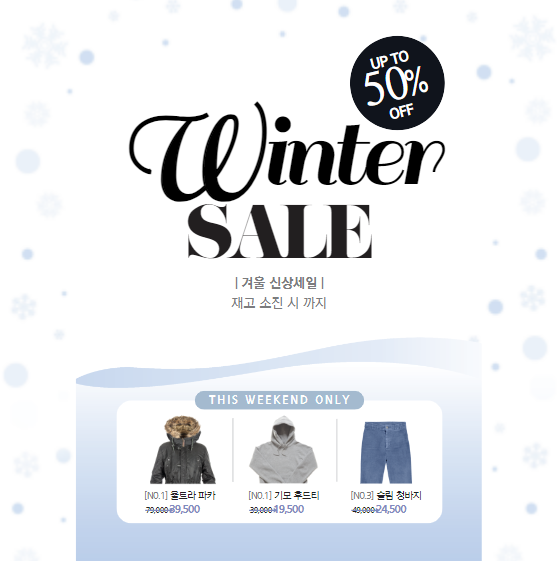 UP TO
50%
OFF
Winter
SALE
| 겨울 신상세일 |
재고 소진 시 까지
THIS WEEKEND ONLY
[NO.1] 울트라 파카
79,000 39,500
[NO.1] 기모 후드티
39,000 19,500
[NO.3] 슬림 청바지
49,000 24,500